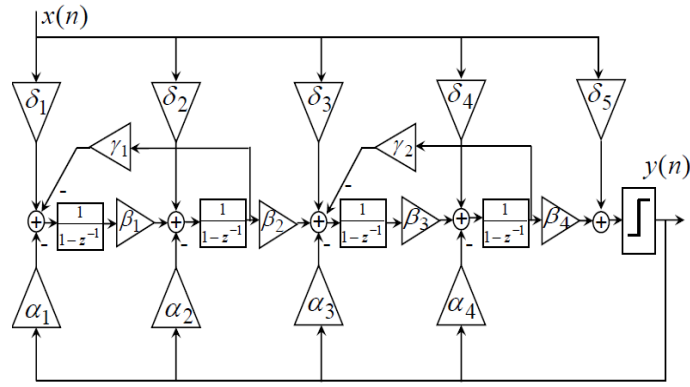 x(n)
δ₁ δ₂ δ₃ δ₄ δ₅
γ₁ γ₂
y(n)
- -
+ 1/(1-z⁻¹) β₁ + 1/(1-z⁻¹) β₂ + 1/(1-z⁻¹) β₃ + 1/(1-z⁻¹) β₄ +
- - - -
α₁ α₂ α₃ α₄